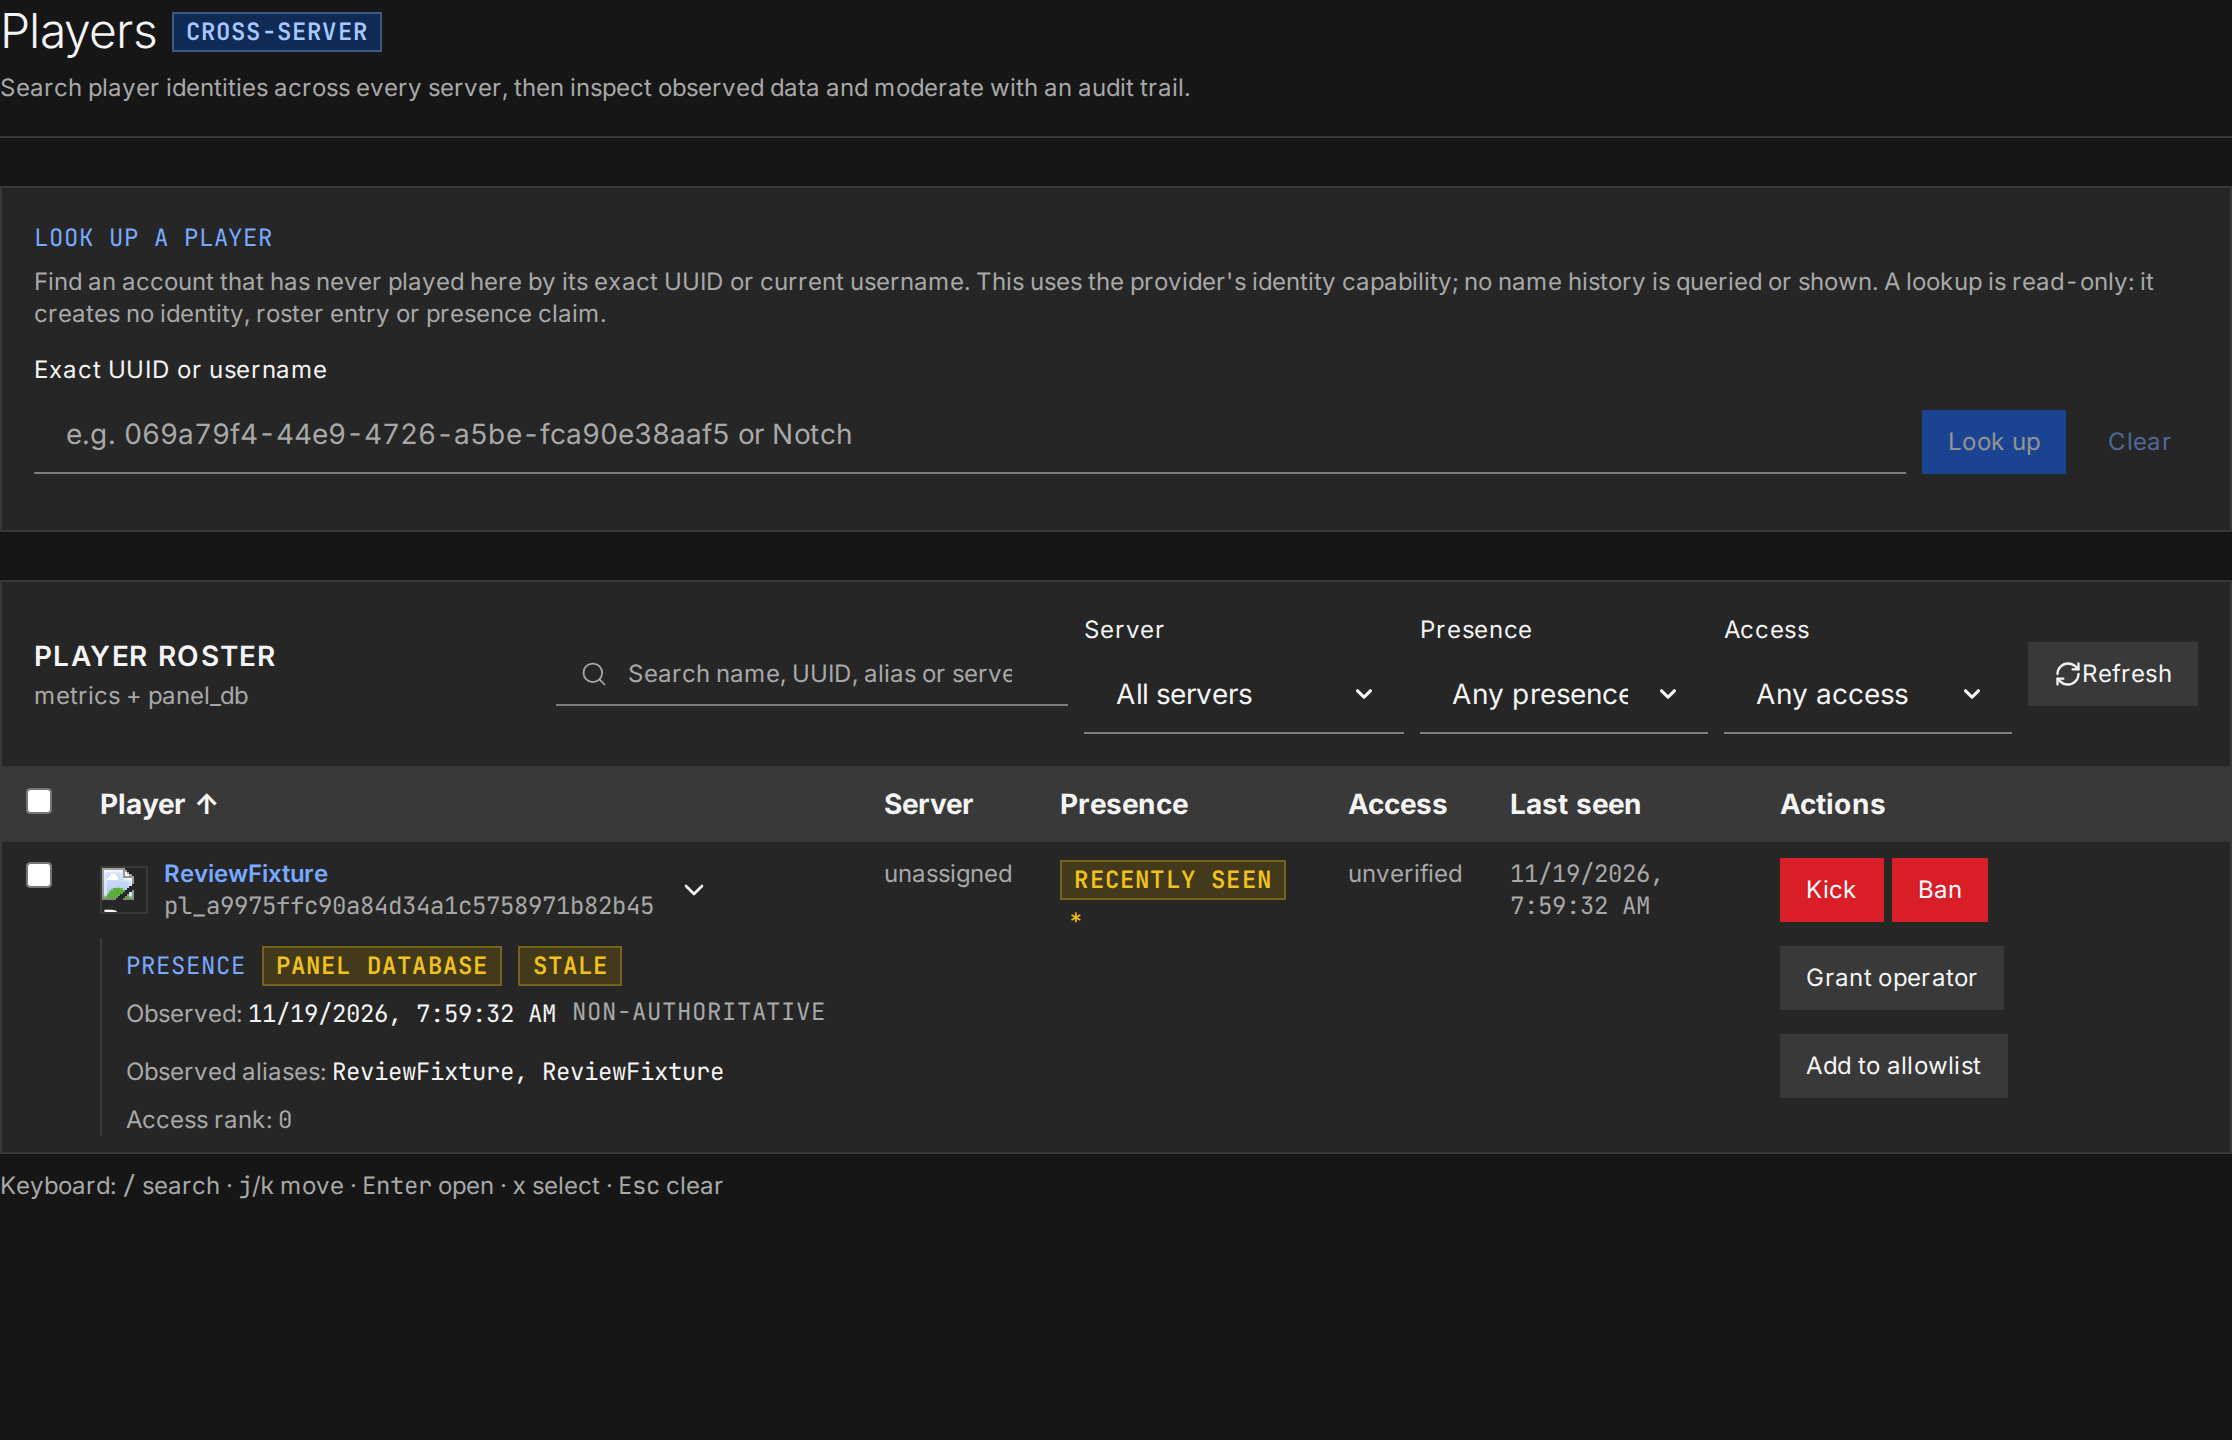 Players CROSS-SERVER
Search player identities across every server, then inspect observed data and moderate with an audit trail.
LOOK UP A PLAYER
Find an account that has never played here by its exact UUID or current username. This uses the provider's identity capability; no name history is queried or shown. A lookup is read-only: it
creates no identity, roster entry or presence claim.
Exact UUID or username
e.g. 069a79f4-44e9-4726-a5be-fca90e38aaf5 or Notch
Look up
Clear
PLAYER ROSTER
metrics + panel_db
Search name, UUID, alias or serve
Server
All servers
Presence
Any presence
Access
Any access
Refresh
Player ↑ Server Presence Access Last seen Actions
ReviewFixture
pl_a9975ffc90a84d34a1c5758971b82b45
unassigned
RECENTLY SEEN
*
unverified
11/19/2026,
7:59:32 AM
Kick Ban
Grant operator
Add to allowlist
PRESENCE PANEL DATABASE STALE
Observed: 11/19/2026, 7:59:32 AM NON-AUTHORITATIVE
Observed aliases: ReviewFixture, ReviewFixture
Access rank: 0
Keyboard: / search · j/k move · Enter open · x select · Esc clear